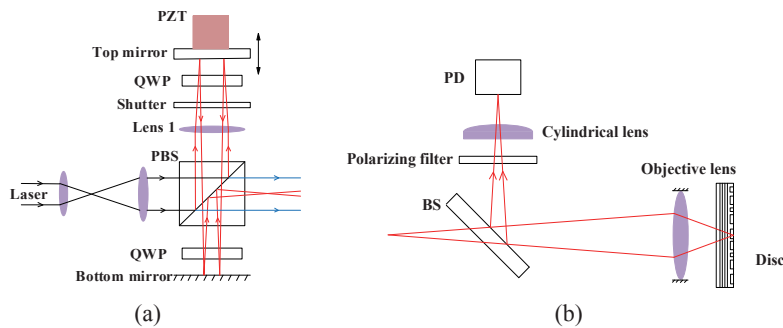 PZT
Top mirror
QWP
Shutter
Lens 1
PBS
Laser
QWP
Bottom mirror
(a)
PD
Cylindrical lens
Polarizing filter
Objective lens
BS
Disc
(b)